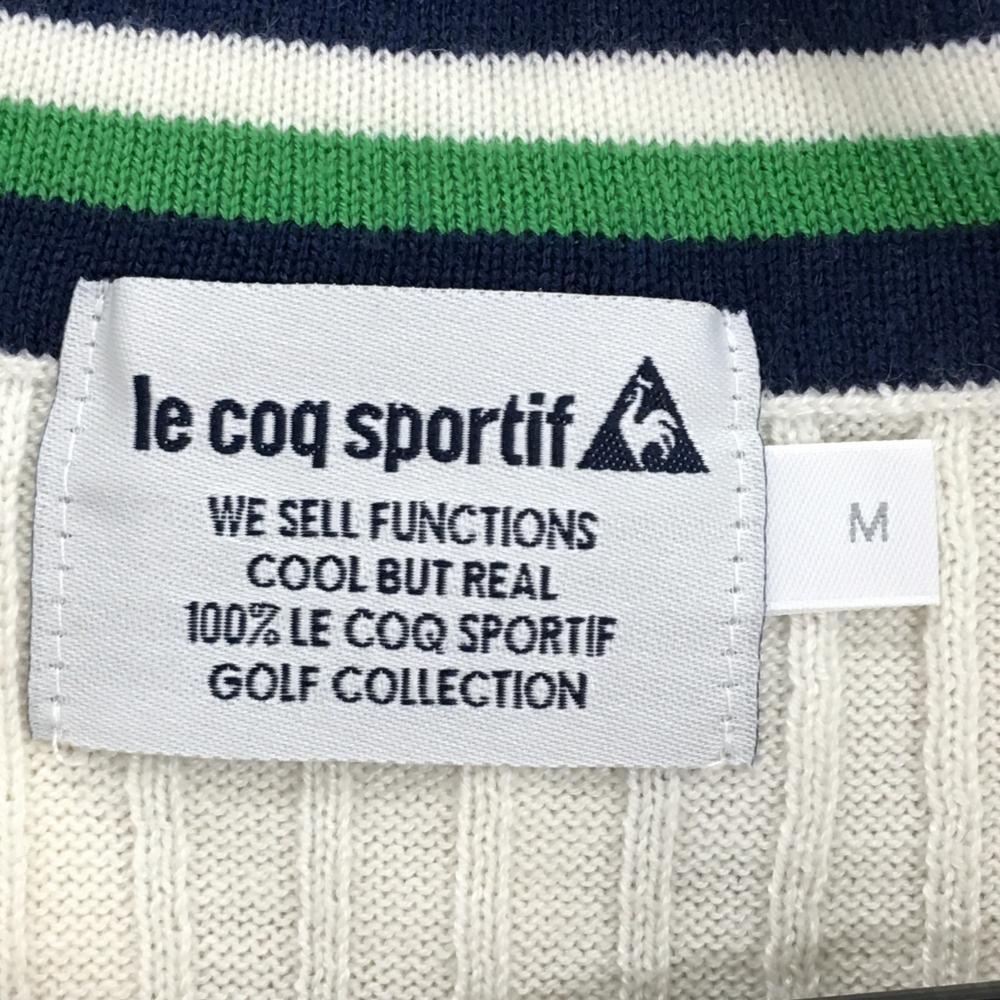 le coq sportif
WE SELL FUNCTIONS
COOL BUT REAL
100% LE COQ SPORTIF
GOLF COLLECTION
M